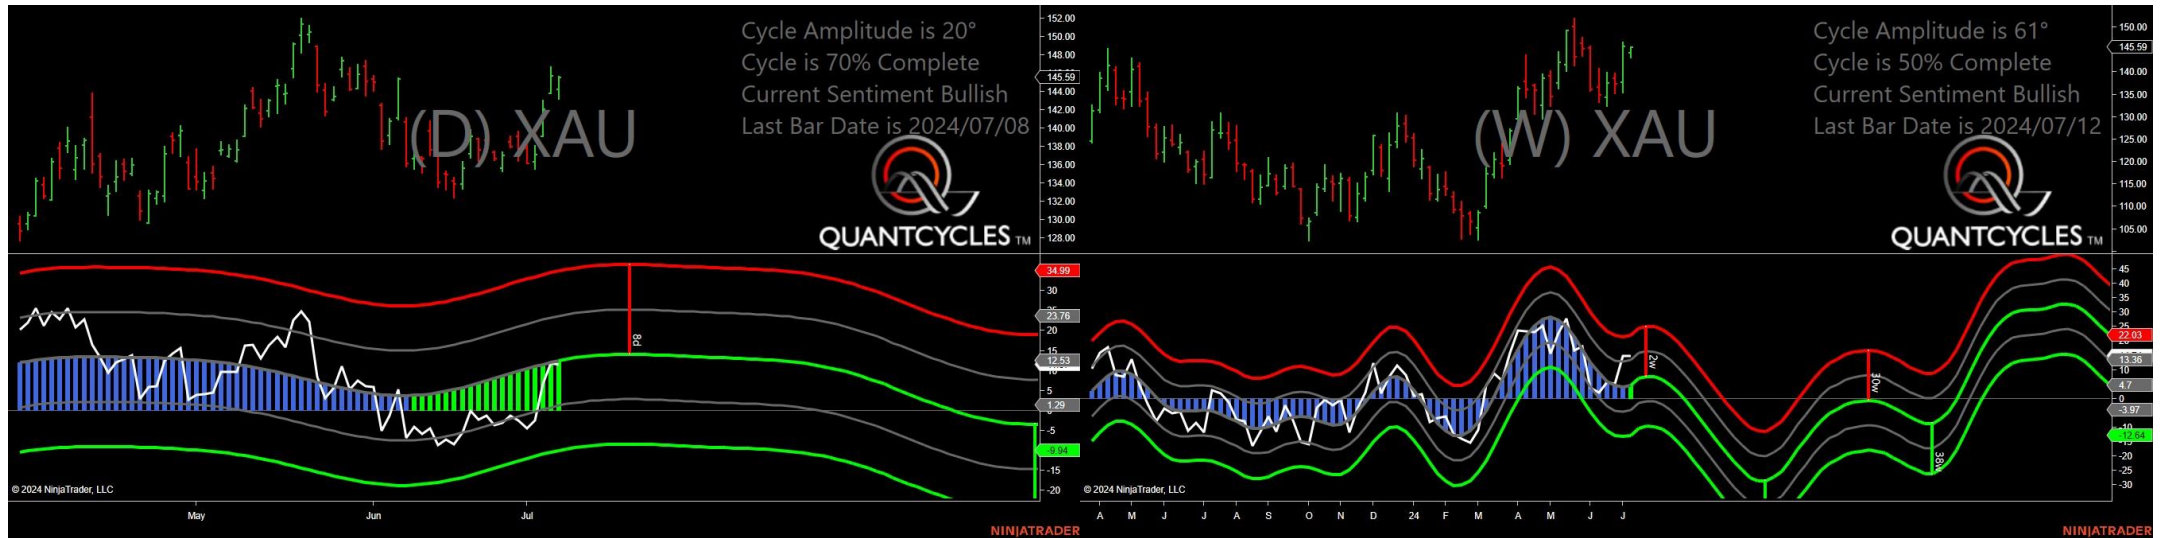 Cycle Amplitude is 20°
Cycle is 70% Complete
Current Sentiment Bullish
Last Bar Date is 2024/07/08
(D) XAU
QUANTCYCLES TM
152.00
150.00
148.00
145.59
144.00
142.00
140.00
138.00
136.00
134.00
132.00
130.00
128.00
34.99
30
23.76
20
15
12.53
10
5
1.29
-5
-9.94
-15
-20
8d
© 2024 NinjaTrader, LLC
May
Jun
Jul
NINJATRADER
Cycle Amplitude is 61°
Cycle is 50% Complete
Current Sentiment Bullish
Last Bar Date is 2024/07/12
(W) XAU
QUANTCYCLES TM
150.00
145.59
140.00
135.00
130.00
125.00
120.00
115.00
110.00
105.00
45
40
35
30
25
22.03
13.36
10
4.7
0
-3.97
-12.64
-20
-25
-30
2w
30w
38w
© 2024 NinjaTrader, LLC
A M J J A S O N D 24 F M A M J J
NINJATRADER